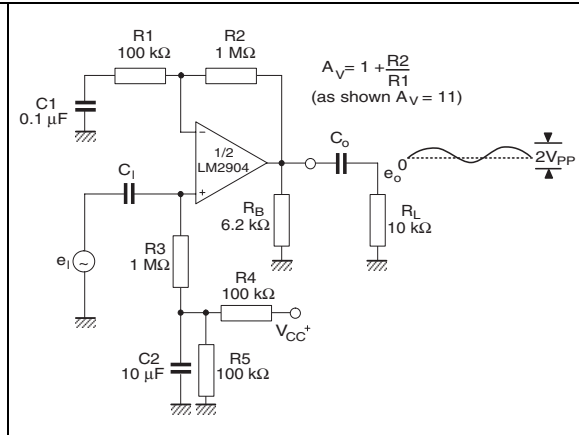 R1
100 kΩ
R2
1 MΩ
A_V = 1 + R2/R1
(as shown A_V = 11)
C1
0.1 μF
C_I
1/2
LM2904
−
+
C_o
e_o
0
2V_PP
R_B
6.2 kΩ
R_L
10 kΩ
e_I
~
R3
1 MΩ
R4
100 kΩ
V_CC+
C2
10 μF
R5
100 kΩ